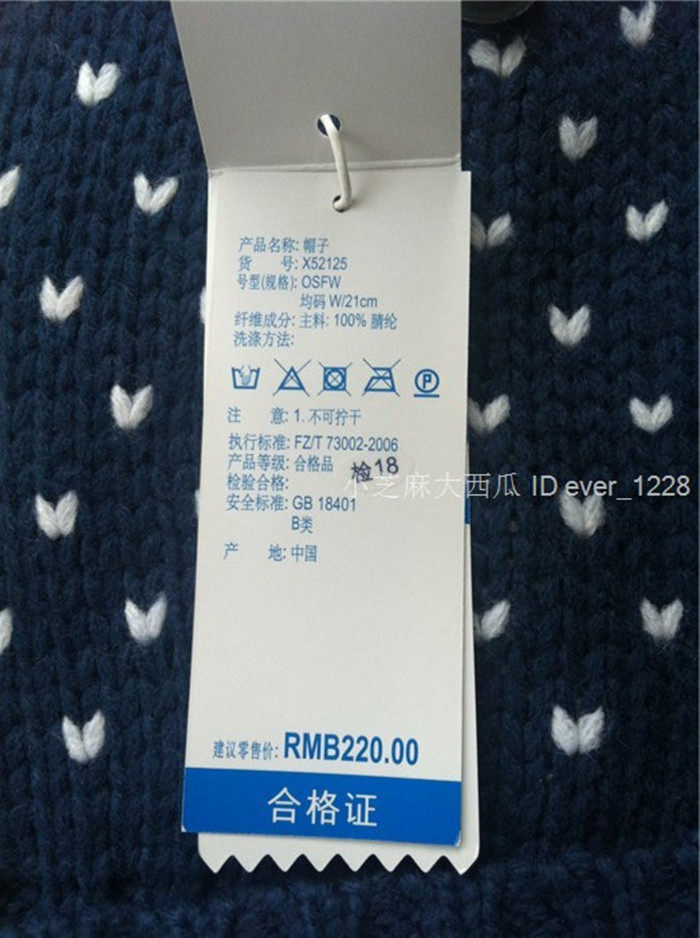 产品名称: 帽子
货 号: X52125
号型(规格): OSFW
均码 W/21cm
纤维成分: 主料: 100% 腈纶
洗涤方法:
P
注 意: 1. 不可拧干
执行标准: FZ/T 73002-2006
产品等级: 合格品
检18
检验合格:
小芝麻大西瓜 ID ever_1228
安全标准: GB 18401
B类
产 地: 中国
建议零售价: RMB220.00
合格证